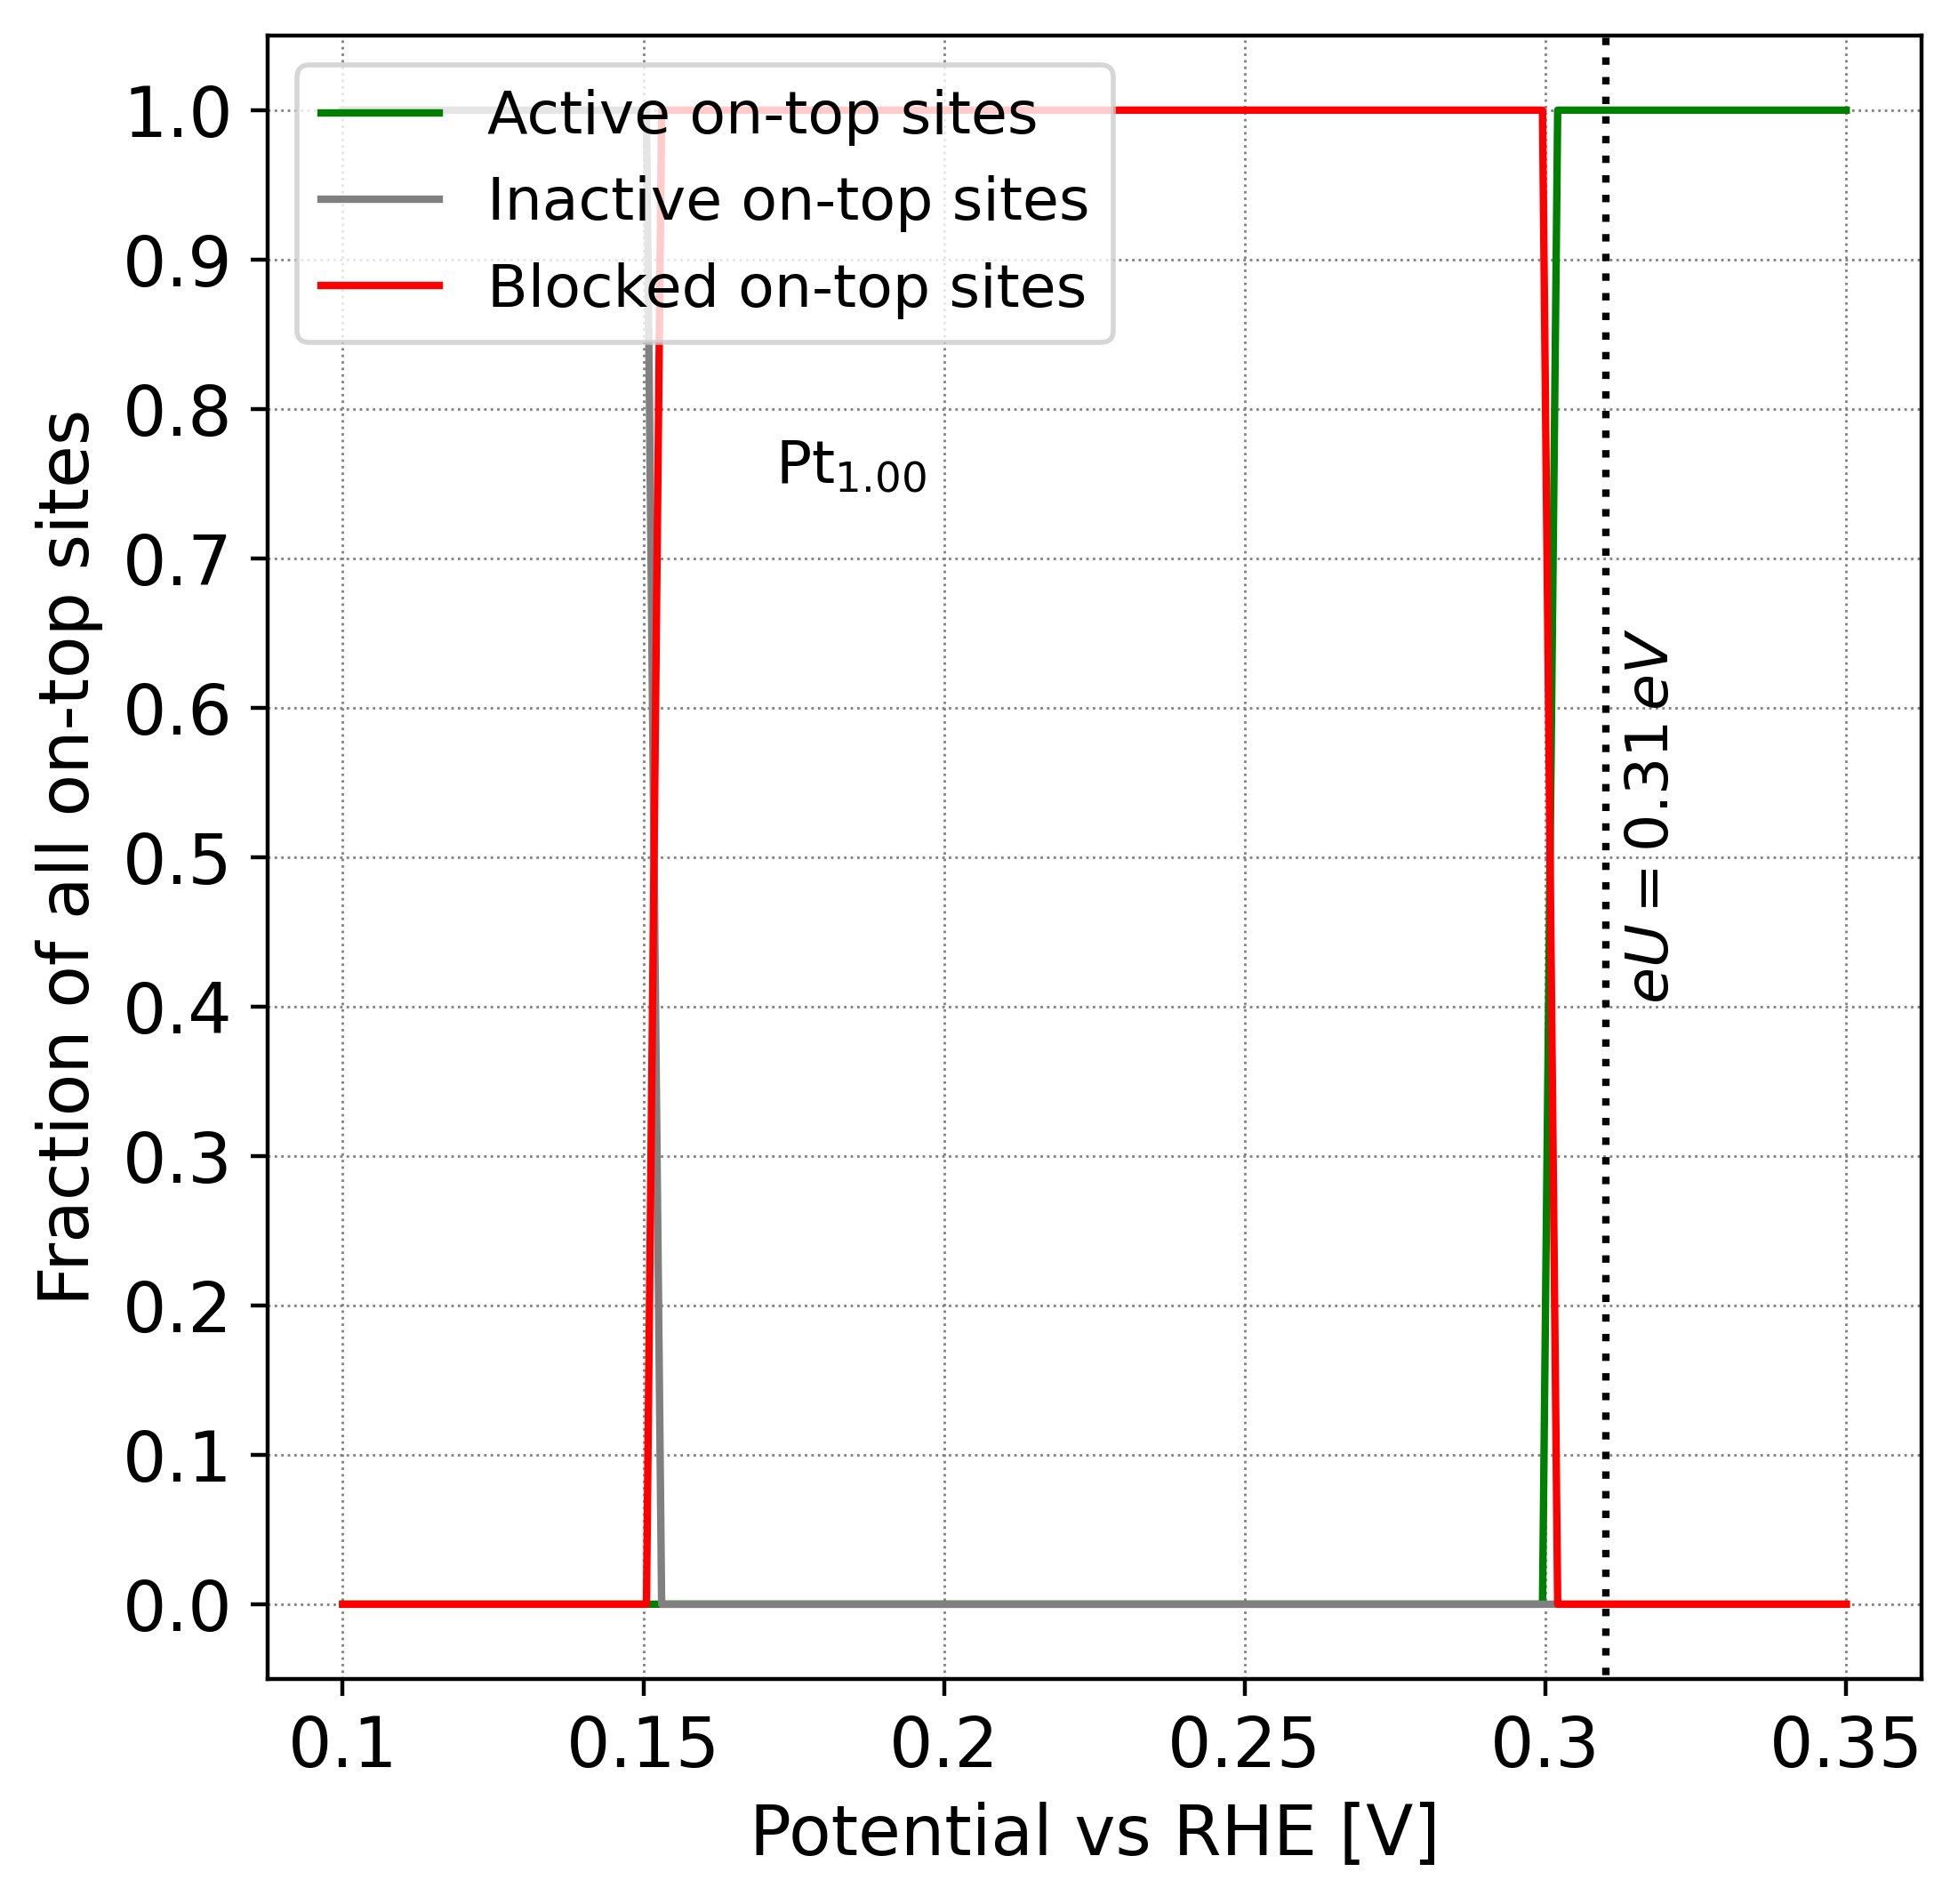 Active on-top sites
Inactive on-top sites
Blocked on-top sites
Pt1.00
eU = 0.31 eV
Fraction of all on-top sites
1.0
0.9
0.8
0.7
0.6
0.5
0.4
0.3
0.2
0.1
0.0
0.1 0.15 0.2 0.25 0.3 0.35
Potential vs RHE [V]